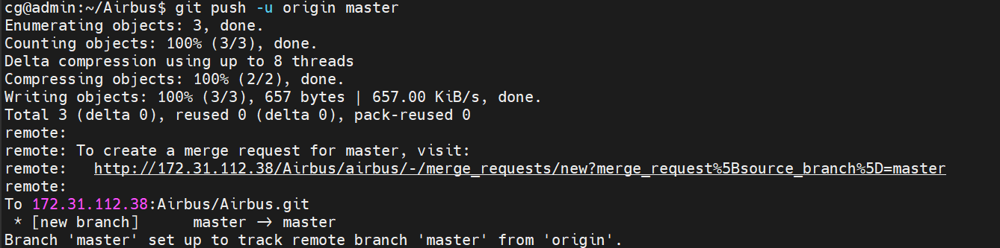 cg@admin:~/Airbus$ git push -u origin master
Enumerating objects: 3, done.
Counting objects: 100% (3/3), done.
Delta compression using up to 8 threads
Compressing objects: 100% (2/2), done.
Writing objects: 100% (3/3), 657 bytes | 657.00 KiB/s, done.
Total 3 (delta 0), reused 0 (delta 0), pack-reused 0
remote:
remote: To create a merge request for master, visit:
remote:   http://172.31.112.38/Airbus/airbus/-/merge_requests/new?merge_request%5Bsource_branch%5D=master
remote:
To 172.31.112.38:Airbus/Airbus.git
 * [new branch]      master -> master
Branch 'master' set up to track remote branch 'master' from 'origin'.